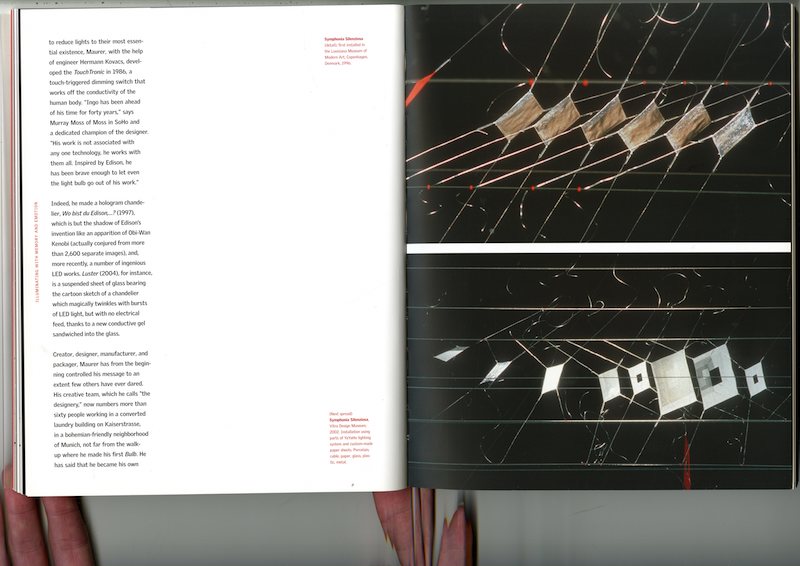 to reduce lights to their most essen-
tial existence, Maurer, with the help
of engineer Hermann Kovacs, devel-
oped the TouchTronic in 1986, a
touch-triggered dimming switch that
works off the conductivity of the
human body. "Ingo has been ahead
of his time for forty years," says
Murray Moss of Moss in SoHo and
a dedicated champion of the designer.
"His work is not associated with
any one technology, he works with
them all. Inspired by Edison, he
has been brave enough to let even
the light bulb go out of his work."
Indeed, he made a hologram chande-
lier, Wo bist du Edison,...? (1997),
which is but the shadow of Edison's
invention like an apparition of Obi-Wan
Kenobi (actually conjured from more
than 2,600 separate images), and,
more recently, a number of ingenious
LED works. Luster (2004), for instance,
is a suspended sheet of glass bearing
the cartoon sketch of a chandelier
which magically twinkles with bursts
of LED light, but with no electrical
feed, thanks to a new conductive gel
sandwiched into the glass.
Creator, designer, manufacturer, and
packager, Maurer has from the begin-
ning controlled his message to an
extent few others have ever dared.
His creative team, which he calls "the
designery," now numbers more than
sixty people working in a converted
laundry building on Kaiserstrasse,
in a bohemian-friendly neighborhood
of Munich, not far from the walk-
up where he made his first Bulb. He
has said that he became his own
ILLUMINATING WITH MEMORY AND EMOTION
Symphonia Silenziosa
(detail) first installed in
the Louisiana Museum of
Modern Art, Copenhagen,
Denmark, 1996.
(Next spread)
Symphonia Silenziosa
Vitra Design Museum,
2002. Installation using
parts of YaYaHo lighting
system and custom-made
paper sheets. Porcelain,
cable, paper, glass, plas-
tic, metal.